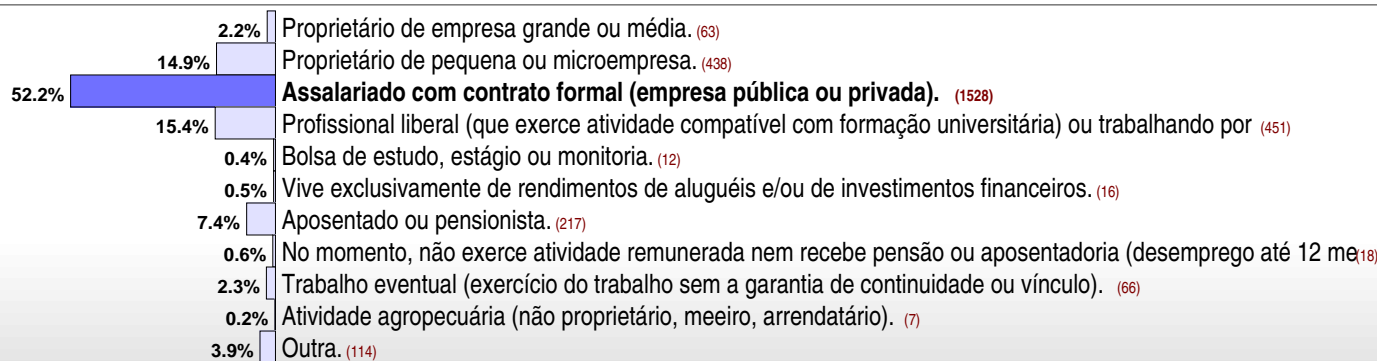 2.2% Proprietário de empresa grande ou média. (63)
14.9% Proprietário de pequena ou microempresa. (438)
52.2% Assalariado com contrato formal (empresa pública ou privada). (1528)
15.4% Profissional liberal (que exerce atividade compatível com formação universitária) ou trabalhando por (451)
0.4% Bolsa de estudo, estágio ou monitoria. (12)
0.5% Vive exclusivamente de rendimentos de aluguéis e/ou de investimentos financeiros. (16)
7.4% Aposentado ou pensionista. (217)
0.6% No momento, não exerce atividade remunerada nem recebe pensão ou aposentadoria (desemprego até 12 me(18)
2.3% Trabalho eventual (exercício do trabalho sem a garantia de continuidade ou vínculo). (66)
0.2% Atividade agropecuária (não proprietário, meeiro, arrendatário). (7)
3.9% Outra. (114)